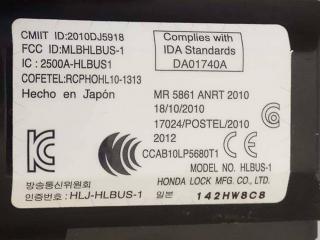 CMIIT ID:2010DJ5918
FCC ID: MLBHLBUS-1
IC : 2500A-HLBUS1
COFETEL:RCPHOHL10-1313
Hecho en Japón
Complies with
IDA Standards
DA01740A
MR 5861 ANRT 2010
18/10/2010
17024/POSTEL/2010
2012
CCAB10LP5680T1
MODEL NO. HLBUS-1
방송통신위원회
인증번호 : HLJ-HLBUS-1
HONDA LOCK MFG. CO., LTD.
일본
142HW8C8